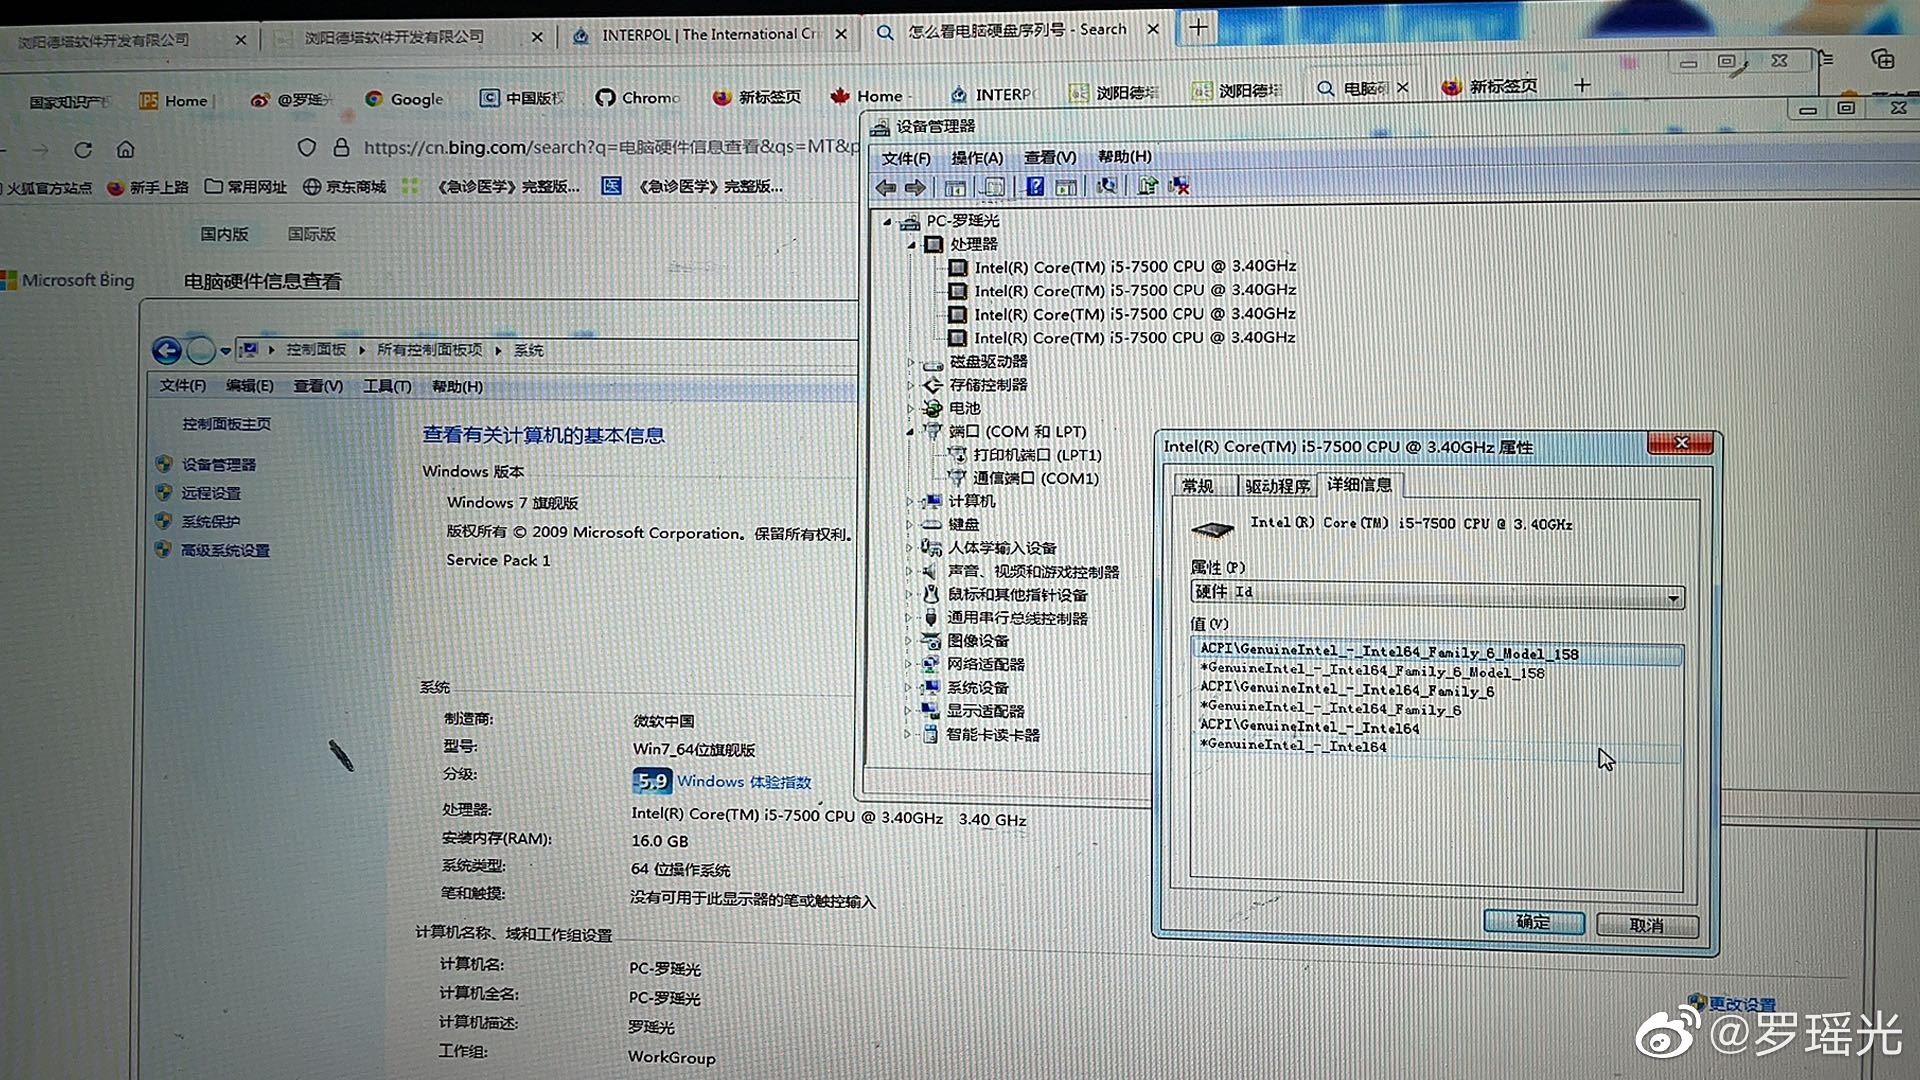 浏阳德塔软件开发有限公司
浏阳德塔软件开发有限公司
INTERPOL | The International Cr
怎么看电脑硬盘序列号 - Search
国家知识产
Home
@罗瑶
Google
中国版权
Chromo
新标签页
Home -
INTERP
浏阳德塔
浏阳德塔
电脑硬
新标签页
https://cn.bing.com/search?q=电脑硬件信息查看&qs=MT&p
火狐官方站点
新手上路
常用网址
京东商城
《急诊医学》完整版...
《急诊医学》完整版...
国内版
国际版
Microsoft Bing
电脑硬件信息查看
控制面板
所有控制面板项
系统
文件(F) 编辑(E) 查看(V) 工具(T) 帮助(H)
控制面板主页
设备管理器
远程设置
系统保护
高级系统设置
查看有关计算机的基本信息
Windows 版本
Windows 7 旗舰版
版权所有 © 2009 Microsoft Corporation。保留所有权利。
Service Pack 1
系统
制造商: 微软中国
型号: Win7_64位旗舰版
分级: 5.9 Windows 体验指数
处理器: Intel(R) Core(TM) i5-7500 CPU @ 3.40GHz 3.40 GHz
安装内存(RAM): 16.0 GB
系统类型: 64 位操作系统
笔和触摸: 没有可用于此显示器的笔或触控输入
计算机名称、域和工作组设置
计算机名: PC-罗瑶光
计算机全名: PC-罗瑶光
计算机描述: 罗瑶光
工作组: WorkGroup
更改设置
设备管理器
文件(F) 操作(A) 查看(V) 帮助(H)
PC-罗瑶光
处理器
Intel(R) Core(TM) i5-7500 CPU @ 3.40GHz
Intel(R) Core(TM) i5-7500 CPU @ 3.40GHz
Intel(R) Core(TM) i5-7500 CPU @ 3.40GHz
Intel(R) Core(TM) i5-7500 CPU @ 3.40GHz
磁盘驱动器
存储控制器
电池
端口 (COM 和 LPT)
打印机端口 (LPT1)
通信端口 (COM1)
计算机
键盘
人体学输入设备
声音、视频和游戏控制器
鼠标和其他指针设备
通用串行总线控制器
图像设备
网络适配器
系统设备
显示适配器
智能卡读卡器
Intel(R) Core(TM) i5-7500 CPU @ 3.40GHz 属性
常规 驱动程序 详细信息
Intel(R) Core(TM) i5-7500 CPU @ 3.40GHz
属性(P)
硬件 Id
值(V)
ACPI\GenuineIntel_-_Intel64_Family_6_Model_158
*GenuineIntel_-_Intel64_Family_6_Model_158
ACPI\GenuineIntel_-_Intel64_Family_6
*GenuineIntel_-_Intel64_Family_6
ACPI\GenuineIntel_-_Intel64
*GenuineIntel_-_Intel64
确定 取消
@罗瑶光